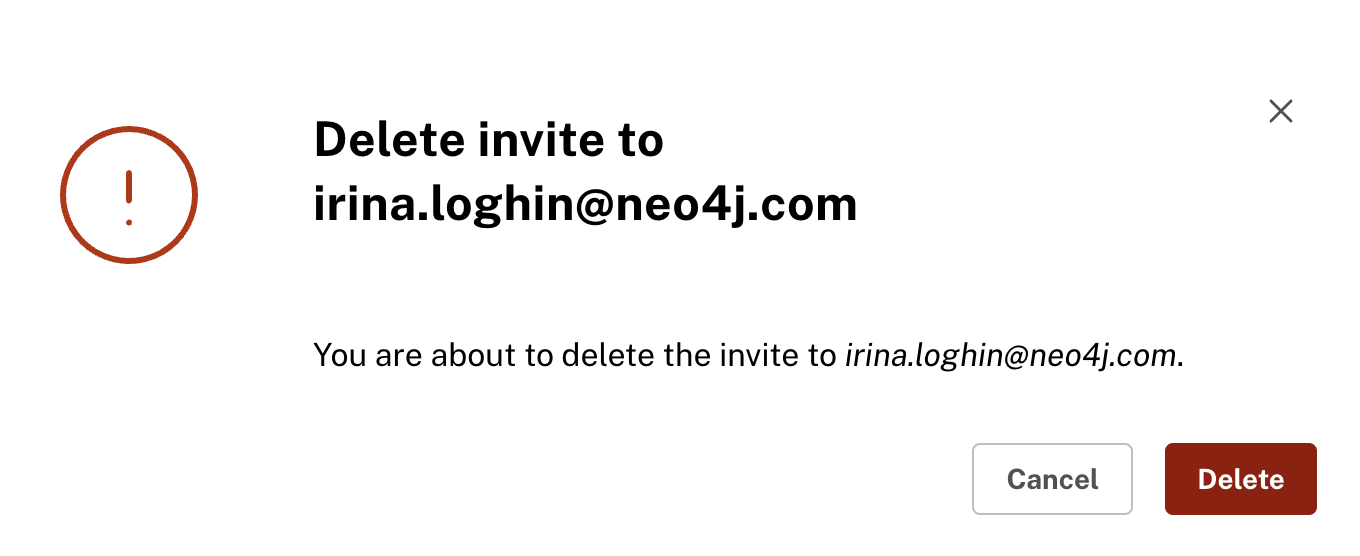 Delete invite to
irina.loghin@neo4j.com
You are about to delete the invite to irina.loghin@neo4j.com.
Cancel
Delete